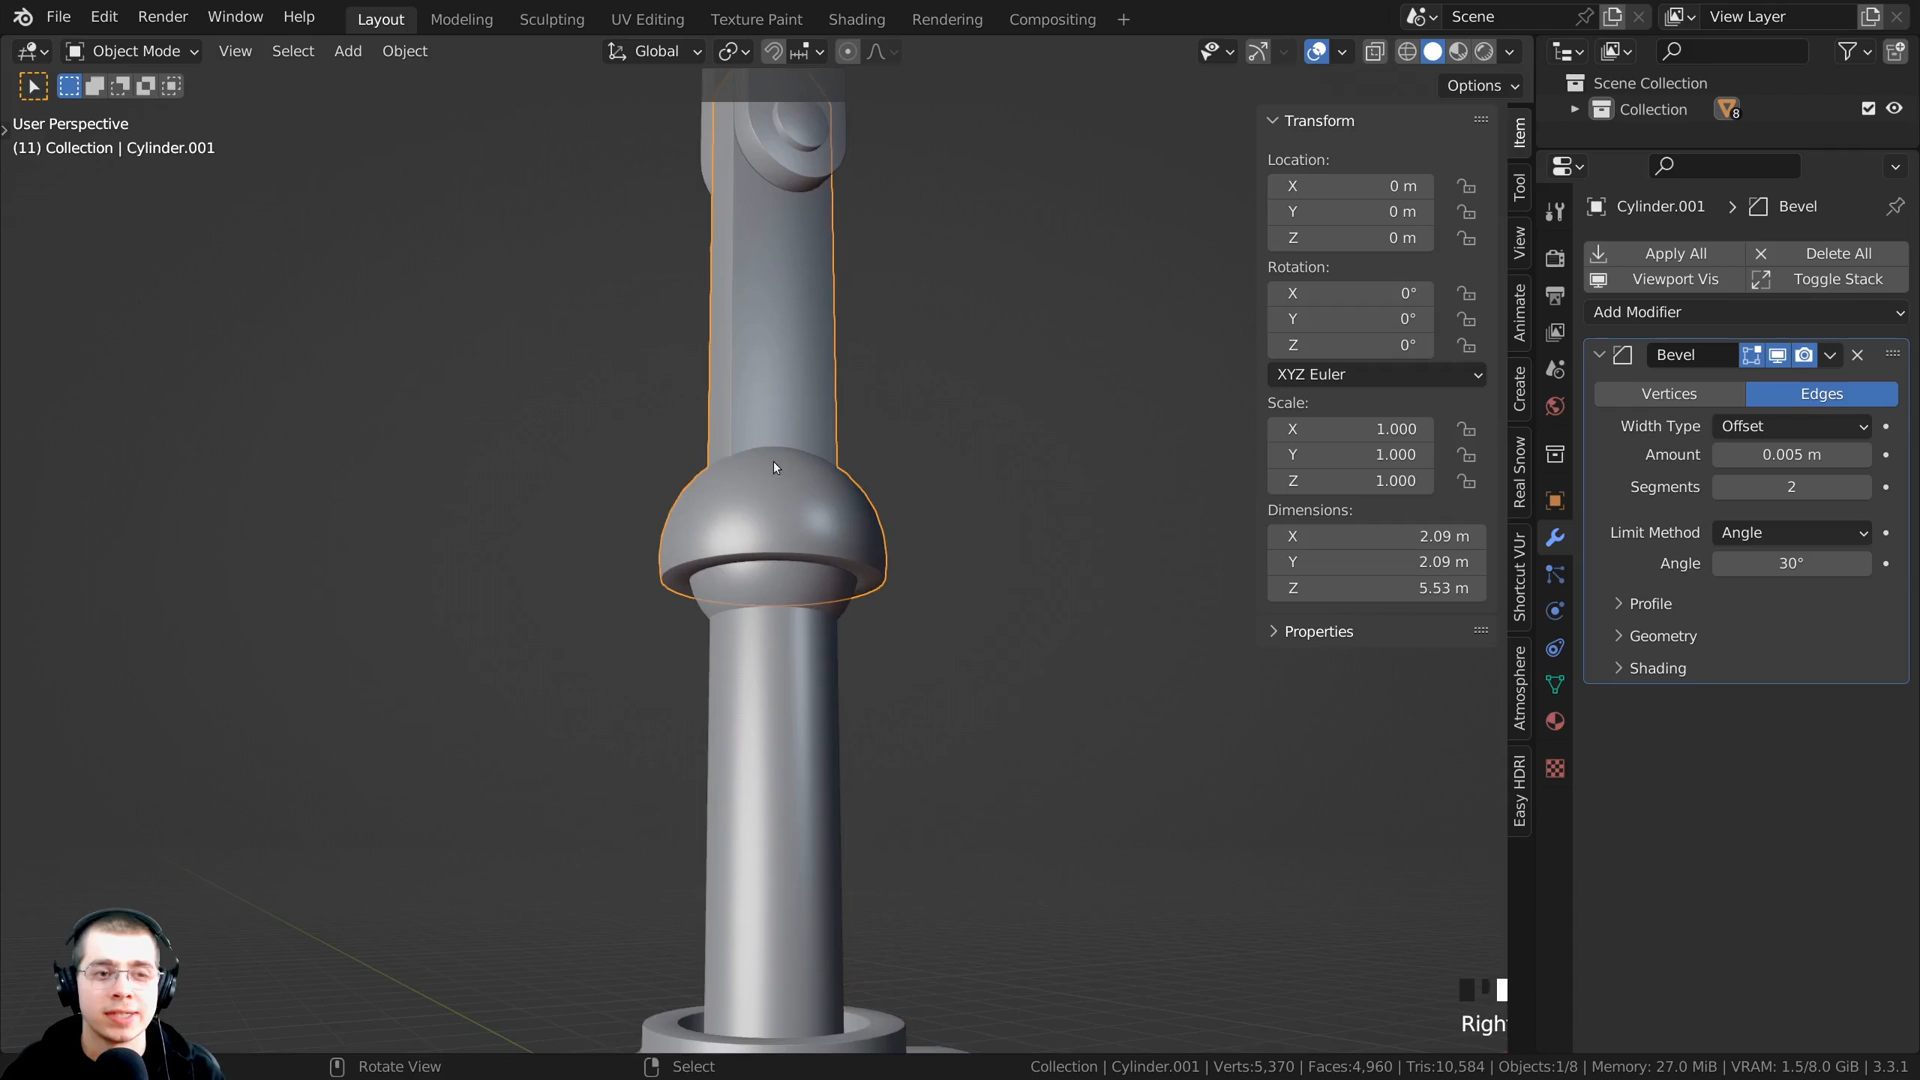 File Edit Render Window Help
Layout Modeling Sculpting UV Editing Texture Paint Shading Rendering Compositing +
Scene
View Layer
Object Mode View Select Add Object
Global
Options
User Perspective
(11) Collection | Cylinder.001
Transform
Location:
X 0 m
Y 0 m
Z 0 m
Rotation:
X 0°
Y 0°
Z 0°
XYZ Euler
Scale:
X 1.000
Y 1.000
Z 1.000
Dimensions:
X 2.09 m
Y 2.09 m
Z 5.53 m
Properties
Item
Tool
View
Animate
Create
Real Snow
Shortcut VUr
Atmosphere
Easy HDRI
Scene Collection
Collection 8
Cylinder.001 > Bevel
Apply All Delete All
Viewport Vis Toggle Stack
Add Modifier
Bevel
Vertices Edges
Width Type Offset
Amount 0.005 m
Segments 2
Limit Method Angle
Angle 30°
Profile
Geometry
Shading
Righ
Rotate View
Select
Collection | Cylinder.001 | Verts:5,370 | Faces:4,960 | Tris:10,584 | Objects:1/8 | Memory: 27.0 MiB | VRAM: 1.5/8.0 GiB | 3.3.1